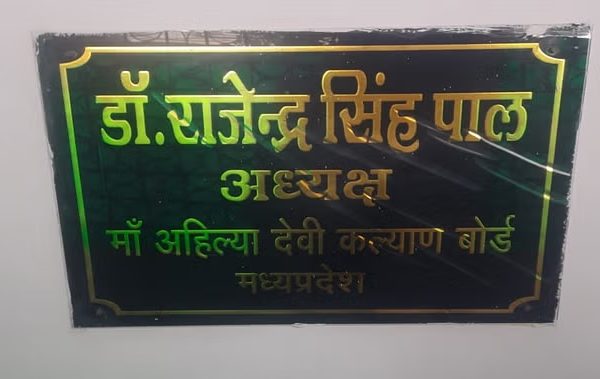 डॉ.राजेन्द्र सिंह पाल
अध्यक्ष
माँ अहिल्या देवी कल्याण बोर्ड
मध्यप्रदेश